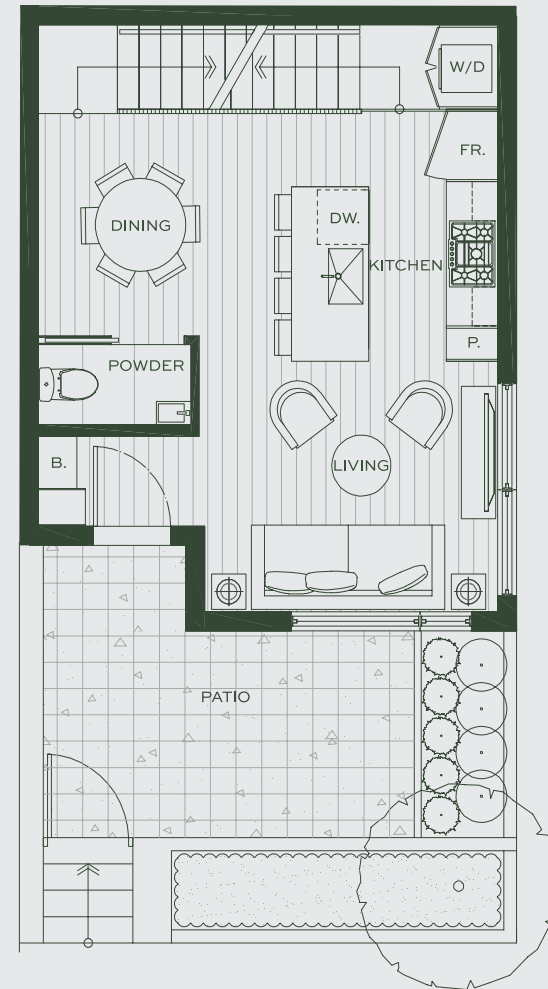 W/D
FR.
DW.
DINING
KITCHEN
P.
POWDER
B.
LIVING
PATIO